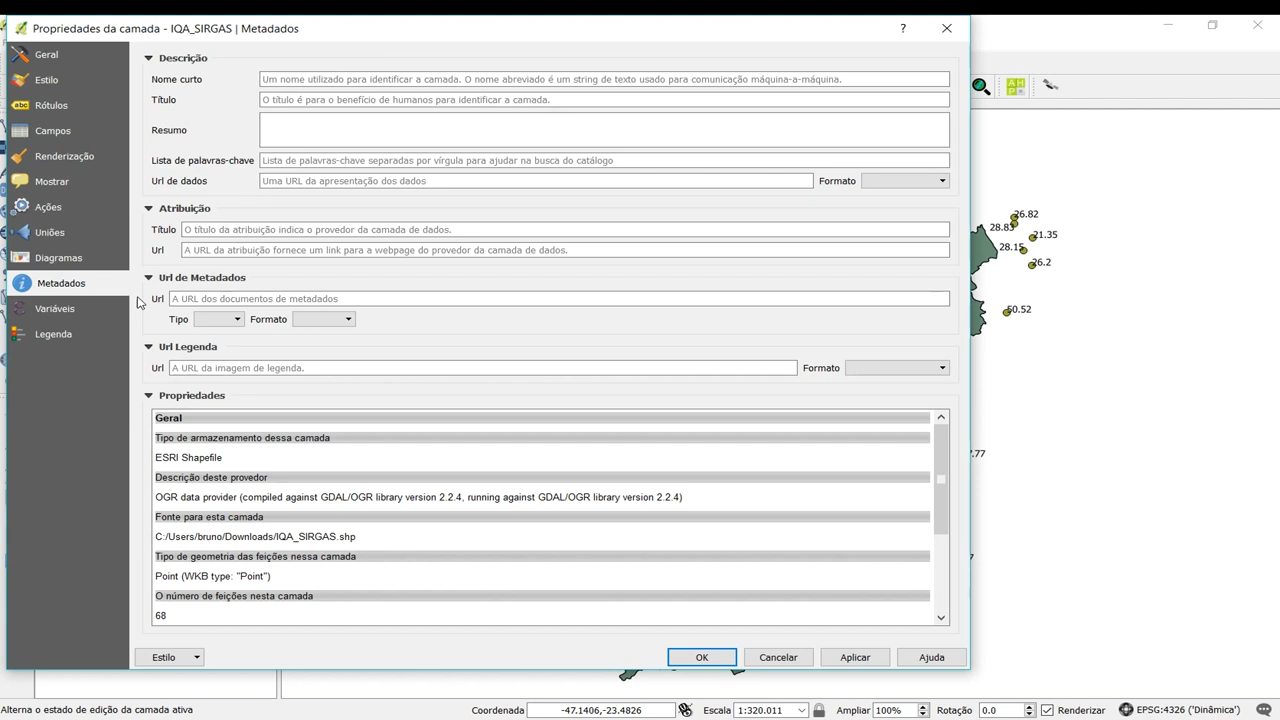 Propriedades da camada - IQA_SIRGAS | Metadados
?
Geral
Estilo
abc Rótulos
Campos
Renderização
Mostrar
Ações
Uniões
Diagramas
Metadados
Variáveis
Legenda
Descrição
Nome curto Um nome utilizado para identificar a camada. O nome abreviado é um string de texto usado para comunicação máquina-a-máquina.
Título O título é para o benefício de humanos para identificar a camada.
Resumo
Lista de palavras-chave Lista de palavras-chave separadas por vírgula para ajudar na busca do catálogo
Url de dados Uma URL da apresentação dos dados Formato
Atribuição
Título O título da atribuição indica o provedor da camada de dados.
Url A URL da atribuição fornece um link para a webpage do provedor da camada de dados.
Url de Metadados
Url A URL dos documentos de metadados
Tipo Formato
Url Legenda
Url A URL da imagem de legenda. Formato
Propriedades
Geral
Tipo de armazenamento dessa camada
ESRI Shapefile
Descrição deste provedor
OGR data provider (compiled against GDAL/OGR library version 2.2.4, running against GDAL/OGR library version 2.2.4)
Fonte para esta camada
C:/Users/bruno/Downloads/IQA_SIRGAS.shp
Tipo de geometria das feições nessa camada
Point (WKB type: "Point")
O número de feições nesta camada
68
Estilo OK Cancelar Aplicar Ajuda
26.82
28.83
21.35
28.15
26.2
50.52
7.77
Alterna o estado de edição da camada ativa Coordenada -47.1406,-23.4826 Escala 1:320.011 Ampliar 100% Rotação 0.0 Renderizar EPSG:4326 ('Dinâmica')